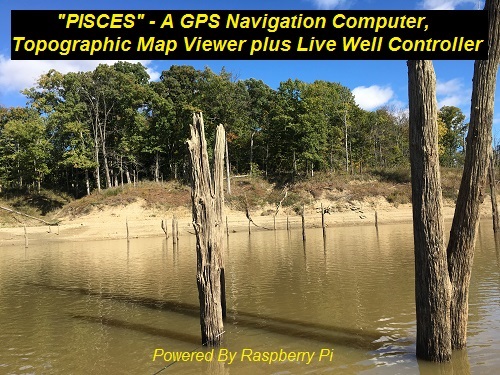 "PISCES" - A GPS Navigation Computer,
Topographic Map Viewer plus Live Well Controller
Powered By Raspberry Pi